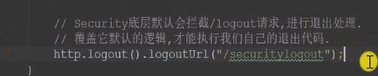 // Security底层默认会拦截/logout请求,进行退出处理.
// 覆盖它默认的逻辑,才能执行我们自己的退出代码.
http.logout().logoutUrl("/securitylogout");
}